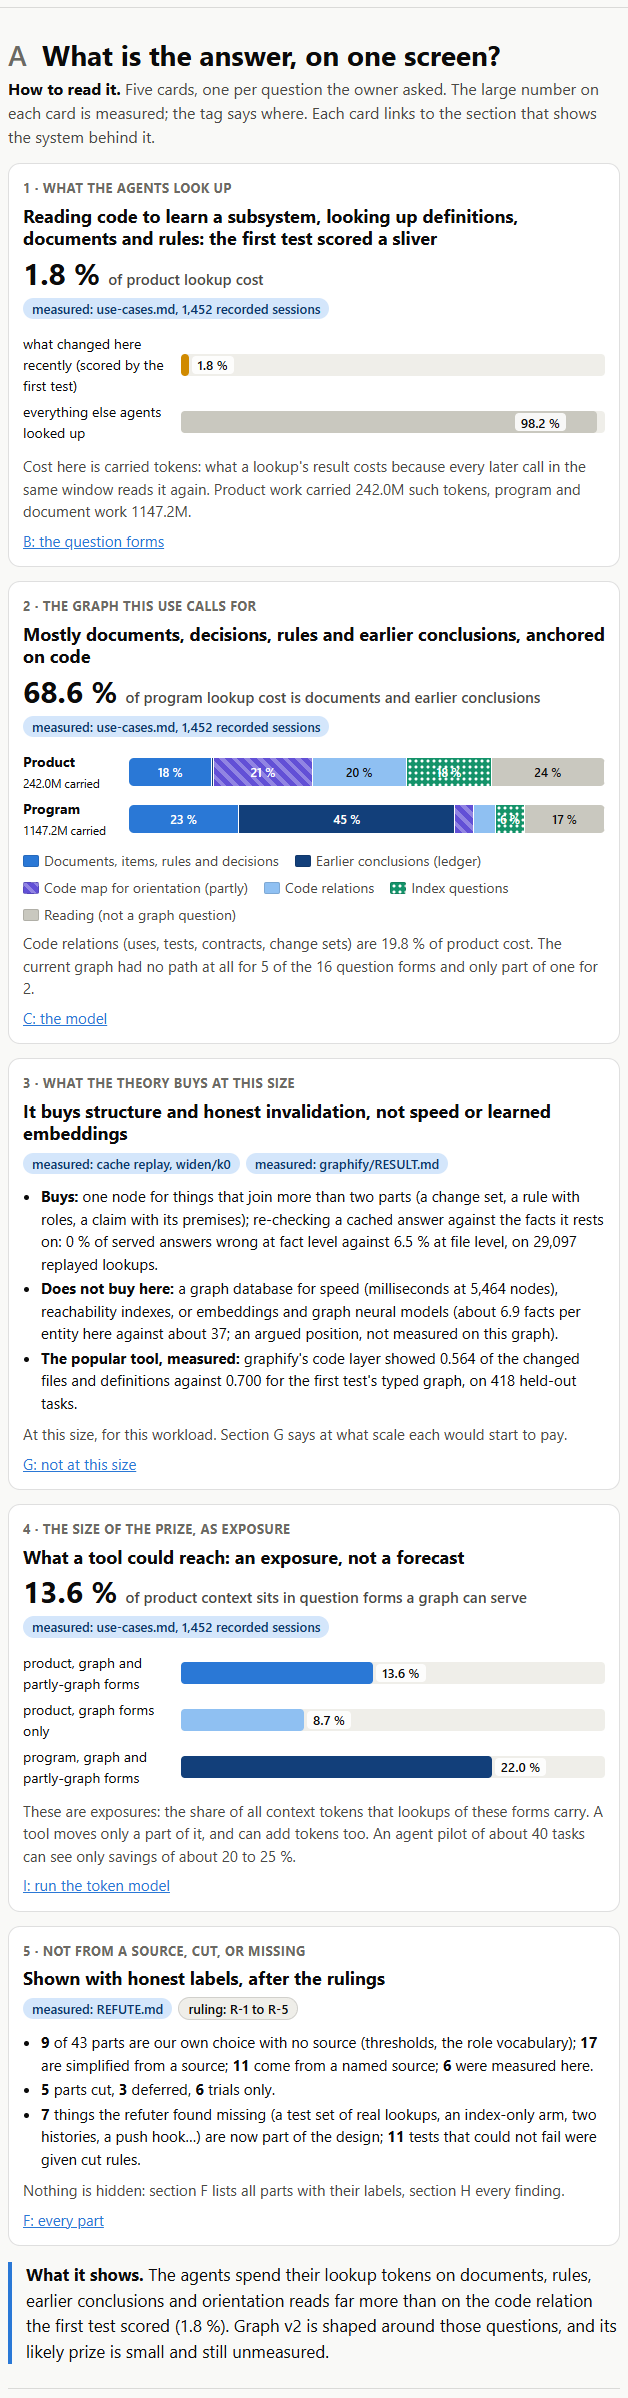 A What is the answer, on one screen?
How to read it. Five cards, one per question the owner asked. The large number on
each card is measured; the tag says where. Each card links to the section that shows
the system behind it.
1 · WHAT THE AGENTS LOOK UP
Reading code to learn a subsystem, looking up definitions,
documents and rules: the first test scored a sliver
1.8 % of product lookup cost
measured: use-cases.md, 1,452 recorded sessions
what changed here
recently (scored by the
first test)
1.8 %
everything else agents
looked up
98.2 %
Cost here is carried tokens: what a lookup's result costs because every later call in the
same window reads it again. Product work carried 242.0M such tokens, program and
document work 1147.2M.
B: the question forms
2 · THE GRAPH THIS USE CALLS FOR
Mostly documents, decisions, rules and earlier conclusions, anchored
on code
68.6 % of program lookup cost is documents and earlier conclusions
measured: use-cases.md, 1,452 recorded sessions
Product
242.0M carried
18 % 21 % 20 % 18 % 24 %
Program
1147.2M carried
23 % 45 % 6 % 17 %
Documents, items, rules and decisions Earlier conclusions (ledger)
Code map for orientation (partly) Code relations Index questions
Reading (not a graph question)
Code relations (uses, tests, contracts, change sets) are 19.8 % of product cost. The
current graph had no path at all for 5 of the 16 question forms and only part of one for
2.
C: the model
3 · WHAT THE THEORY BUYS AT THIS SIZE
It buys structure and honest invalidation, not speed or learned
embeddings
measured: cache replay, widen/k0 measured: graphify/RESULT.md
• Buys: one node for things that join more than two parts (a change set, a rule with
roles, a claim with its premises); re-checking a cached answer against the facts it rests
on: 0 % of served answers wrong at fact level against 6.5 % at file level, on 29,097
replayed lookups.
• Does not buy here: a graph database for speed (milliseconds at 5,464 nodes),
reachability indexes, or embeddings and graph neural models (about 6.9 facts per
entity here against about 37; an argued position, not measured on this graph).
• The popular tool, measured: graphify's code layer showed 0.564 of the changed
files and definitions against 0.700 for the first test's typed graph, on 418 held-out
tasks.
At this size, for this workload. Section G says at what scale each would start to pay.
G: not at this size
4 · THE SIZE OF THE PRIZE, AS EXPOSURE
What a tool could reach: an exposure, not a forecast
13.6 % of product context sits in question forms a graph can serve
measured: use-cases.md, 1,452 recorded sessions
product, graph and
partly-graph forms
13.6 %
product, graph forms
only
8.7 %
program, graph and
partly-graph forms
22.0 %
These are exposures: the share of all context tokens that lookups of these forms carry. A
tool moves only a part of it, and can add tokens too. An agent pilot of about 40 tasks
can see only savings of about 20 to 25 %.
I: run the token model
5 · NOT FROM A SOURCE, CUT, OR MISSING
Shown with honest labels, after the rulings
measured: REFUTE.md ruling: R-1 to R-5
• 9 of 43 parts are our own choice with no source (thresholds, the role vocabulary); 17
are simplified from a source; 11 come from a named source; 6 were measured here.
• 5 parts cut, 3 deferred, 6 trials only.
• 7 things the refuter found missing (a test set of real lookups, an index-only arm, two
histories, a push hook...) are now part of the design; 11 tests that could not fail were
given cut rules.
Nothing is hidden: section F lists all parts with their labels, section H every finding.
F: every part
What it shows. The agents spend their lookup tokens on documents, rules,
earlier conclusions and orientation reads far more than on the code relation
the first test scored (1.8 %). Graph v2 is shaped around those questions, and its
likely prize is small and still unmeasured.